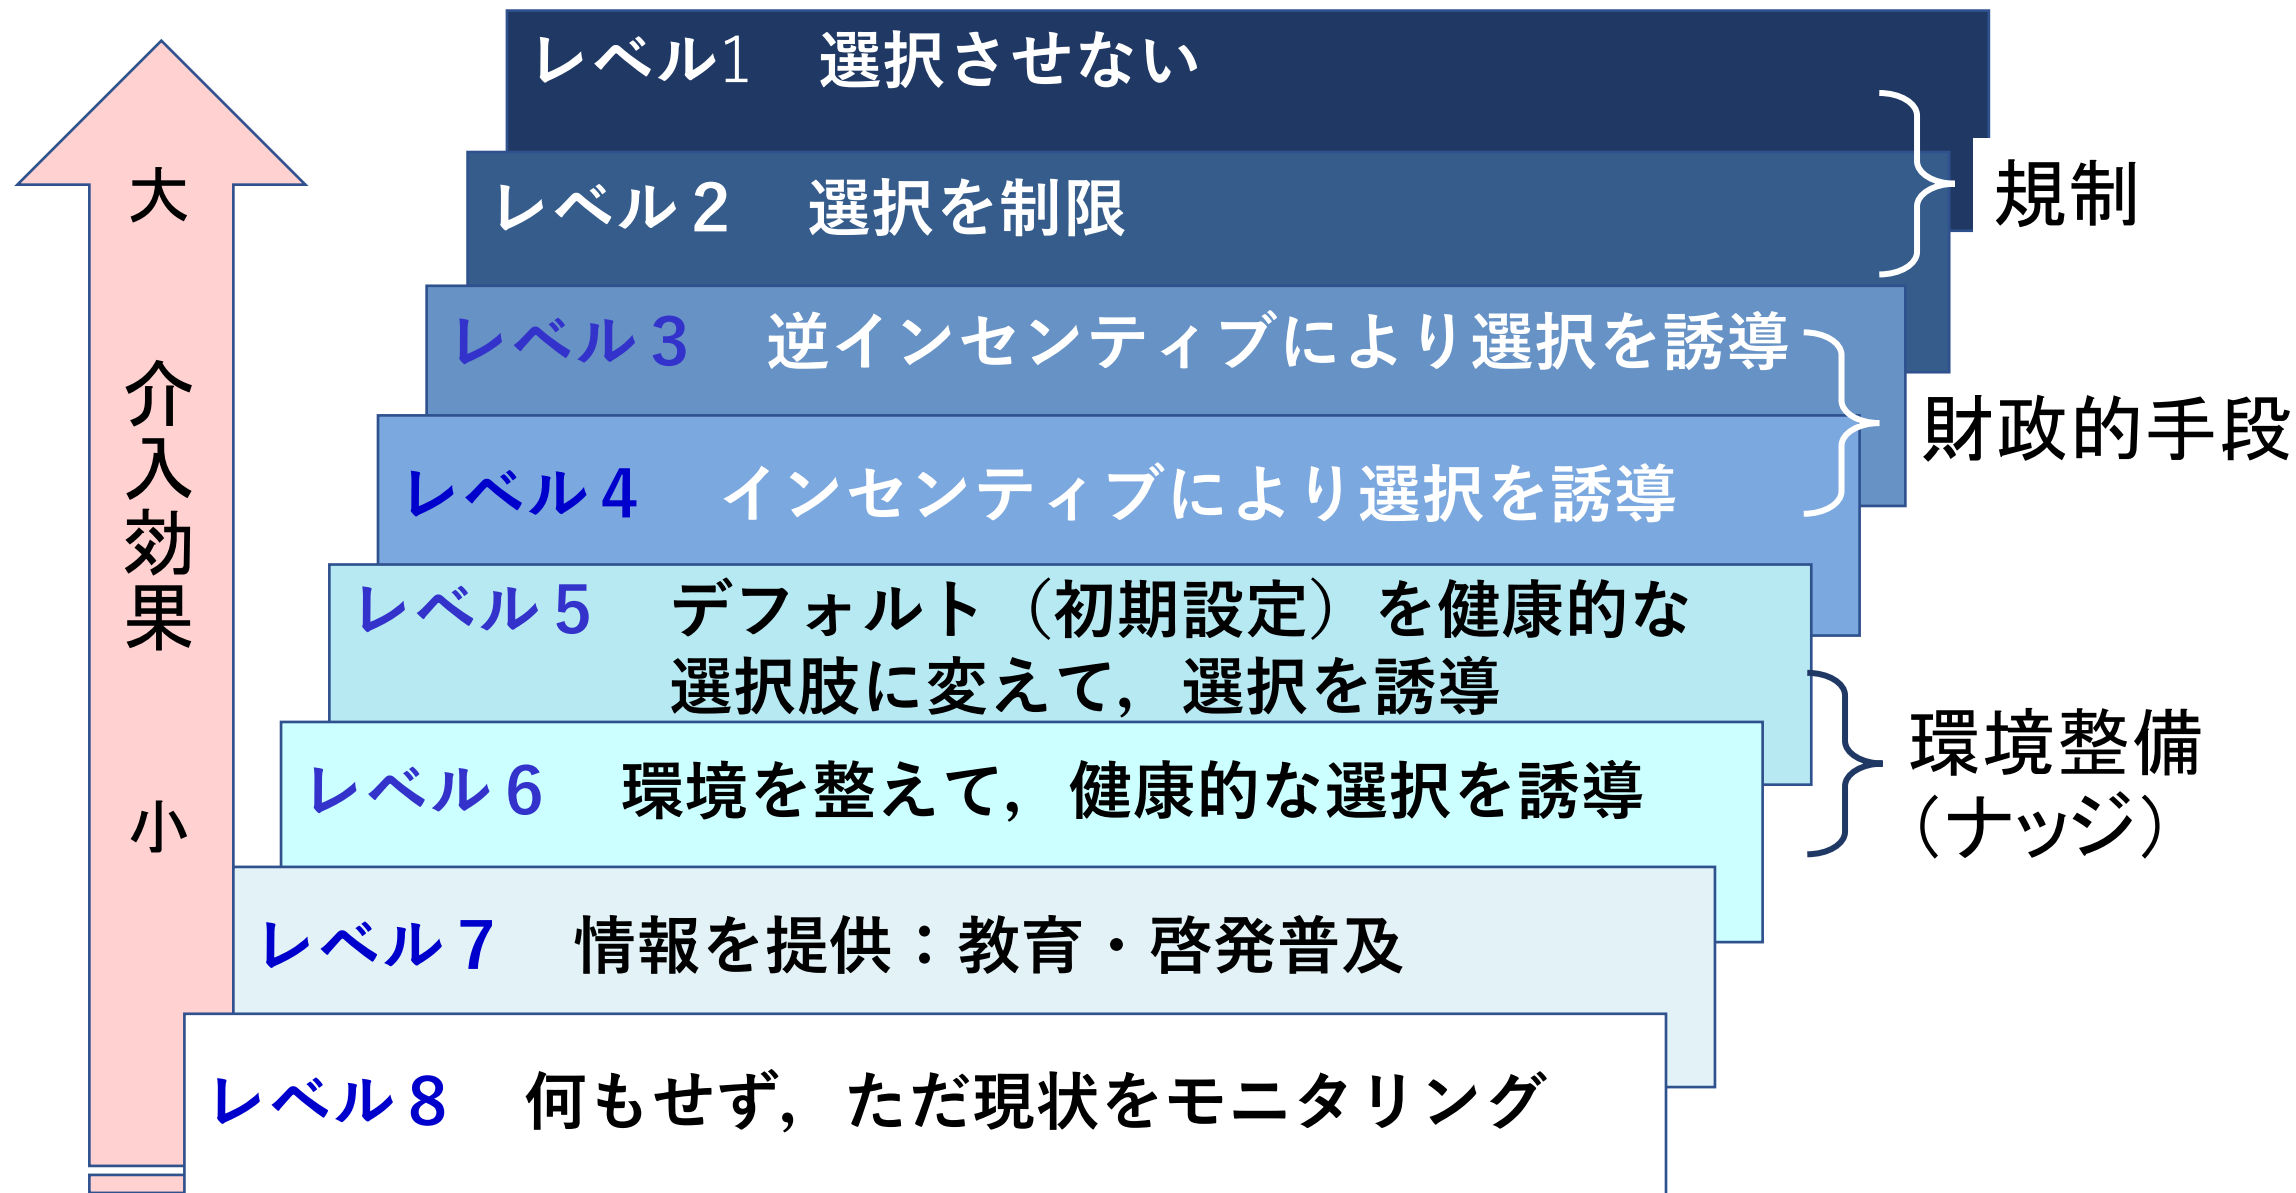 大
介入効果
小
レベル1　選択させない
レベル２　選択を制限
規制
レベル３　逆インセンティブにより選択を誘導
レベル４　インセンティブにより選択を誘導
財政的手段
レベル５　デフォルト（初期設定）を健康的な
選択肢に変えて，選択を誘導
レベル６　環境を整えて，健康的な選択を誘導
環境整備
（ナッジ）
レベル７　情報を提供：教育・啓発普及
レベル８　何もせず，ただ現状をモニタリング